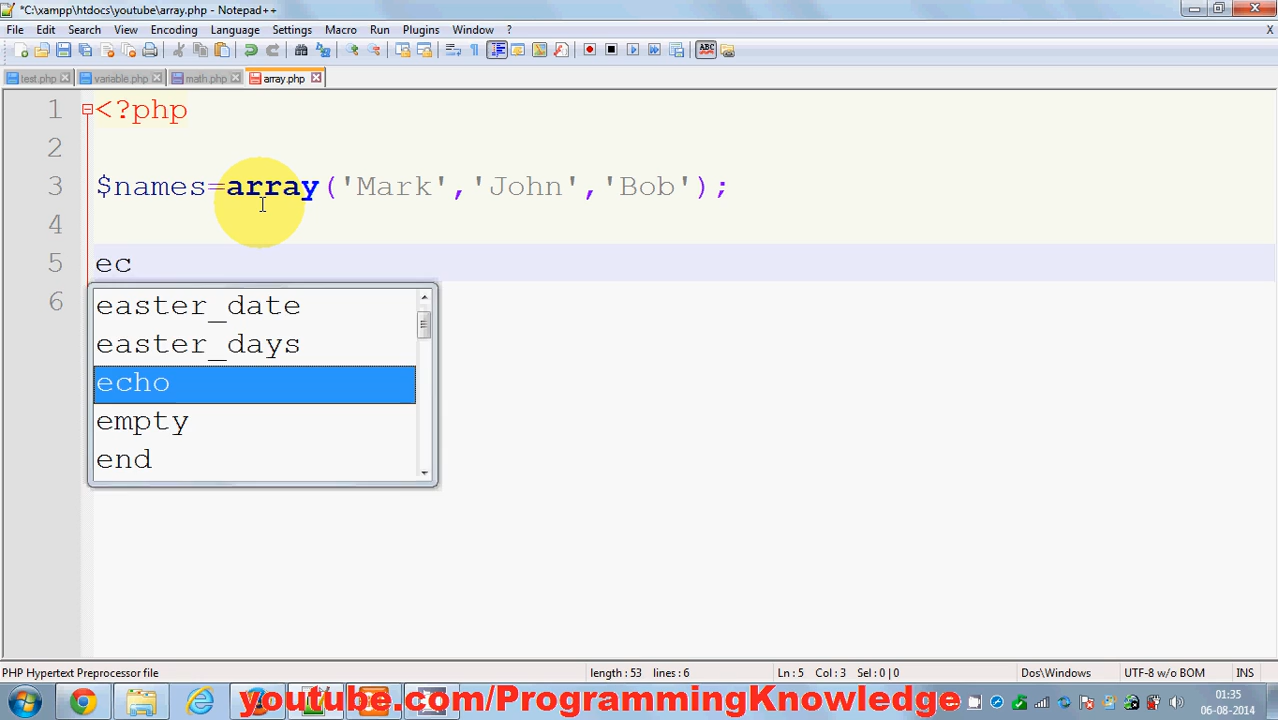 *C:\xampp\htdocs\youtube\array.php - Notepad++
File Edit Search View Encoding Language Settings Macro Run Plugins Window ? X
ABC
test.php variable.php math.php array.php
1 <?php
2
3 $names=array('Mark','John','Bob');
4
5 ec
6
easter_date
easter_days
echo
empty
end
PHP Hypertext Preprocessor file length : 53 lines : 6 Ln : 5 Col : 3 Sel : 0 | 0 Dos\Windows UTF-8 w/o BOM INS
youtube.com/ProgrammingKnowledge
01:35
06-08-2014